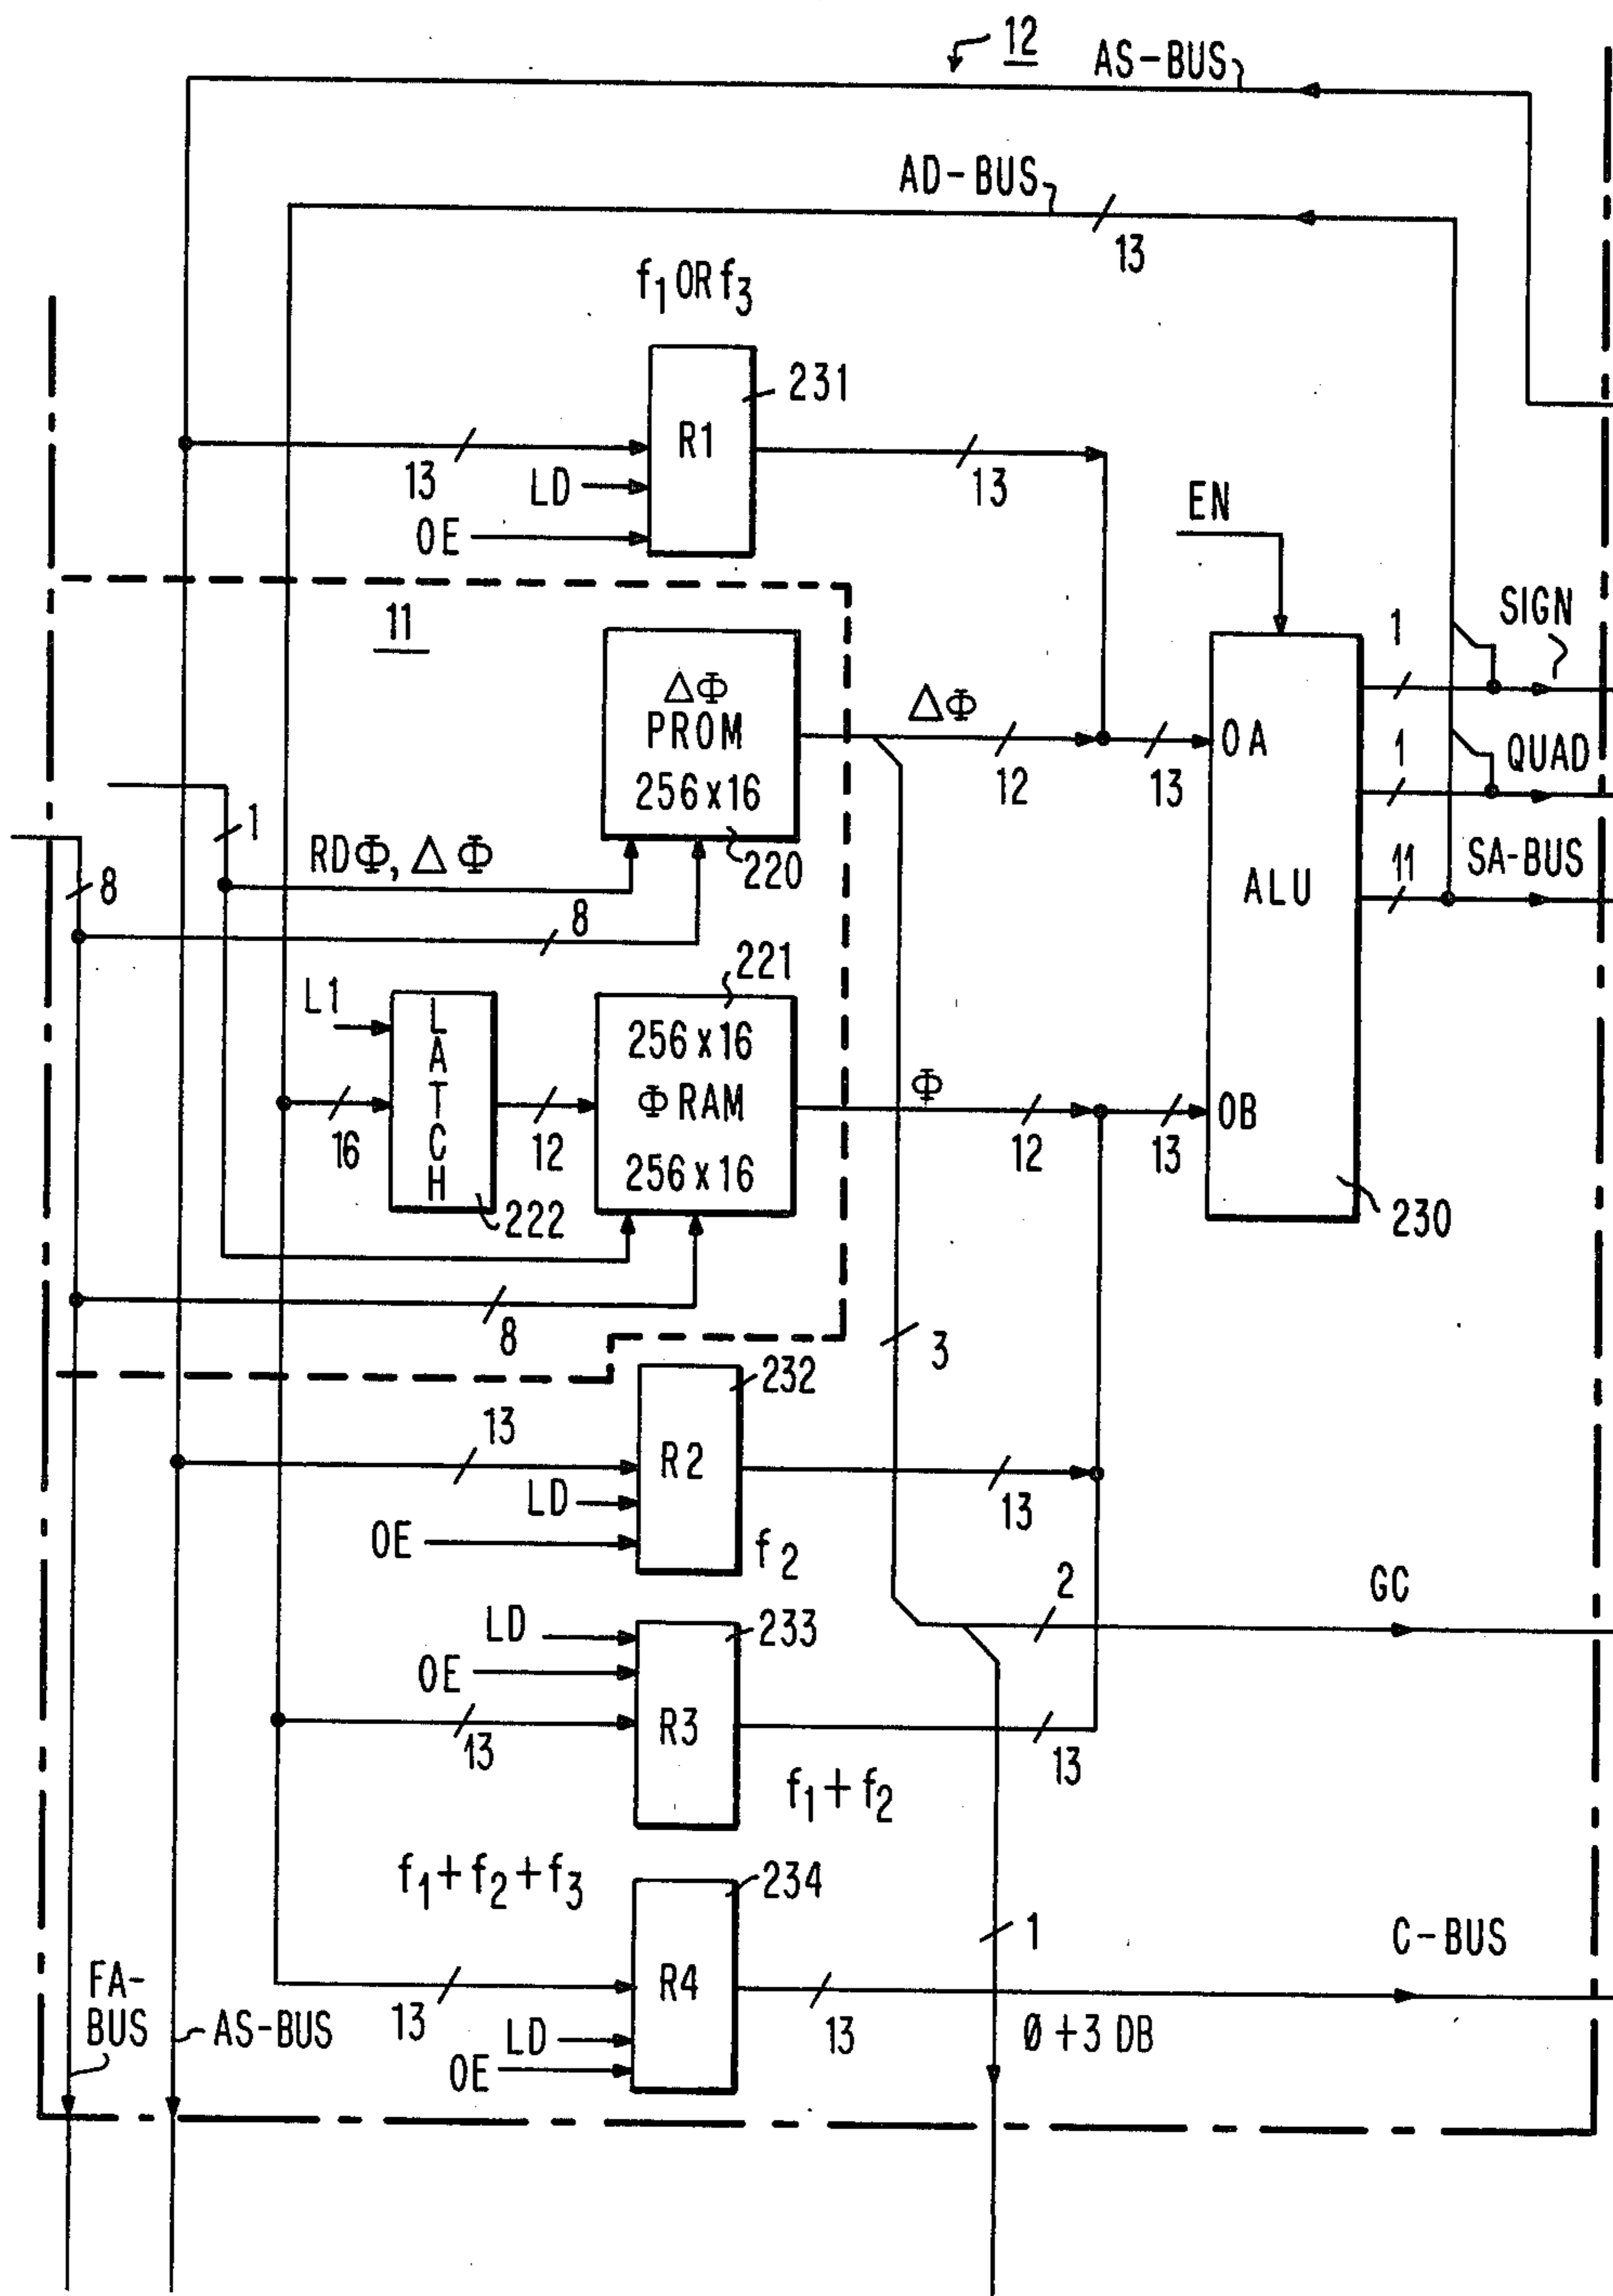 12
AS-BUS
AD-BUS
13
f1 OR f3
231
R1
13
LD
OE
13
EN
11
ΔΦ
PROM
256x16
220
ΔΦ
12
13
OA
1
SIGN
1
QUAD
11
SA-BUS
ALU
1
8
RDΦ, ΔΦ
8
L1
LATCH
16
222
12
221
256x16
Φ RAM
256x16
Φ
12
13
OB
230
8
3
232
13
R2
LD
OE
f2
13
2
GC
LD
OE
233
R3
13
13
f1+f2
f1+f2+f3
234
R4
13
LD
OE
13
1
C-BUS
Ø+3 DB
FA-
BUS
AS-BUS